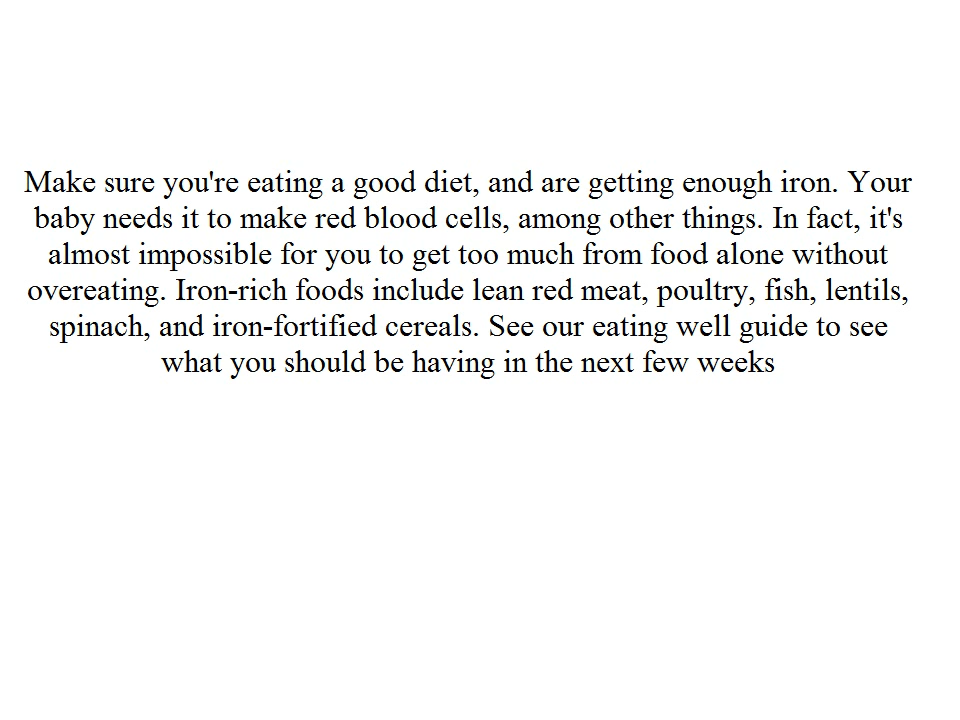 Make sure you're eating a good diet, and are getting enough iron. Your
baby needs it to make red blood cells, among other things. In fact, it's
almost impossible for you to get too much from food alone without
overeating. Iron-rich foods include lean red meat, poultry, fish, lentils,
spinach, and iron-fortified cereals. See our eating well guide to see
what you should be having in the next few weeks